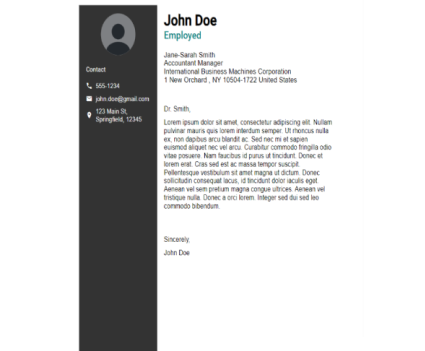 John Doe
Employed
Contact
555-1234
john.doe@gmail.com
123 Main St,
Springfield, 12345
Jane-Sarah Smith
Accountant Manager
International Business Machines Corporation
1 New Orchard , NY 10504-1722 United States
Dr. Smith,
Lorem ipsum dolor sit amet, consectetur adipiscing elit. Nullam
pulvinar mauris quis lorem interdum semper. Ut rhoncus nulla
ex, non dapibus arcu blandit ac. Sed nec mi et sapien
euismod aliquet nec vel arcu. Curabitur commodo fringilla odio
vitae posuere. Nam faucibus id purus ut tincidunt. Donec et
lorem erat. Cras sed est ac massa tempor suscipit.
Pellentesque vestibulum sit amet magna ut dictum. Donec
sollicitudin consequat lacus, id tincidunt dolor iaculis eget
Aenean vel sem pretium magna congue ultrices. Aenean vel
tristique nulla. Donec a orci lorem. Integer sed dui sed leo
commodo bibendum.
Sincerely,
John Doe